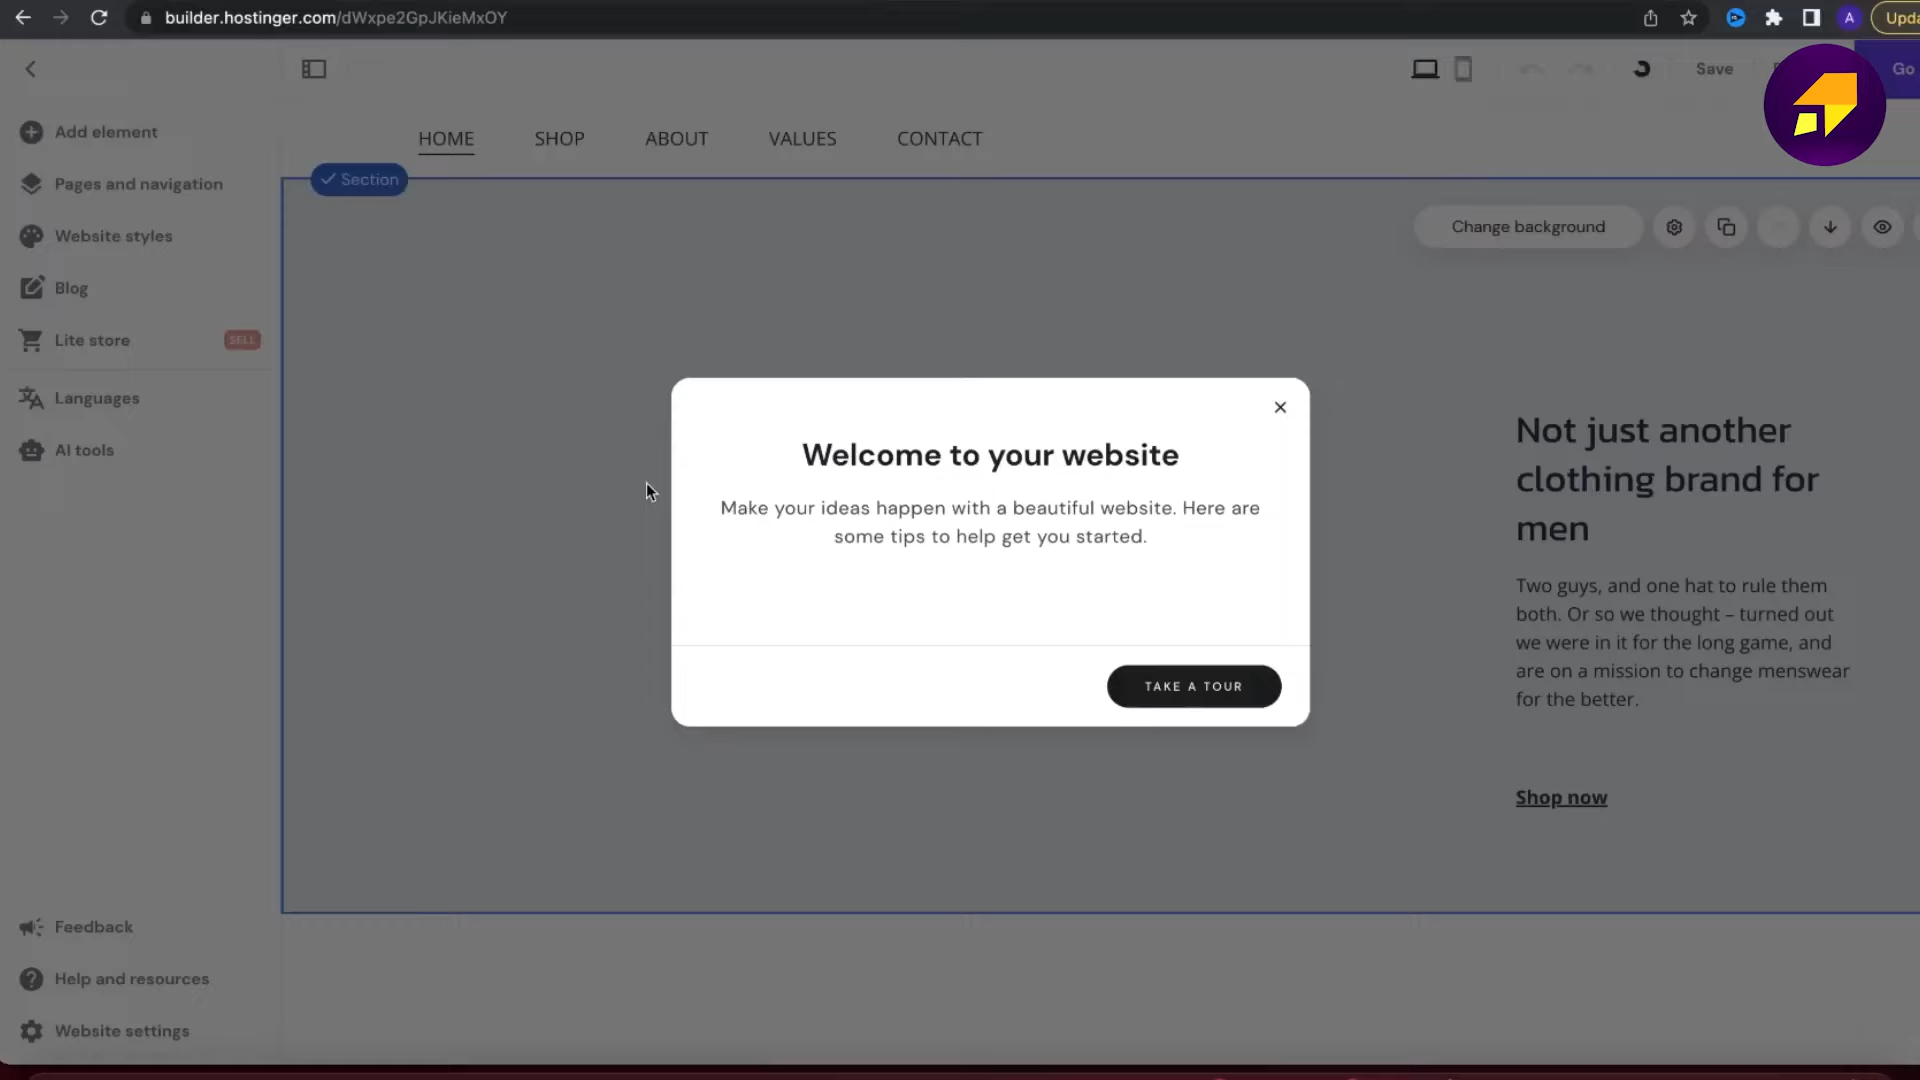 builder.hostinger.com/dWxpe2GpJKieMxOY
A
Upda
Save
Go
Add element
Pages and navigation
Website styles
Blog
Lite store
SELL
Languages
AI tools
HOME
SHOP
ABOUT
VALUES
CONTACT
Section
Change background
Welcome to your website
Make your ideas happen with a beautiful website. Here are
some tips to help get you started.
TAKE A TOUR
Not just another
clothing brand for
men
Two guys, and one hat to rule them
both. Or so we thought – turned out
we were in it for the long game, and
are on a mission to change menswear
for the better.
Shop now
Feedback
Help and resources
Website settings